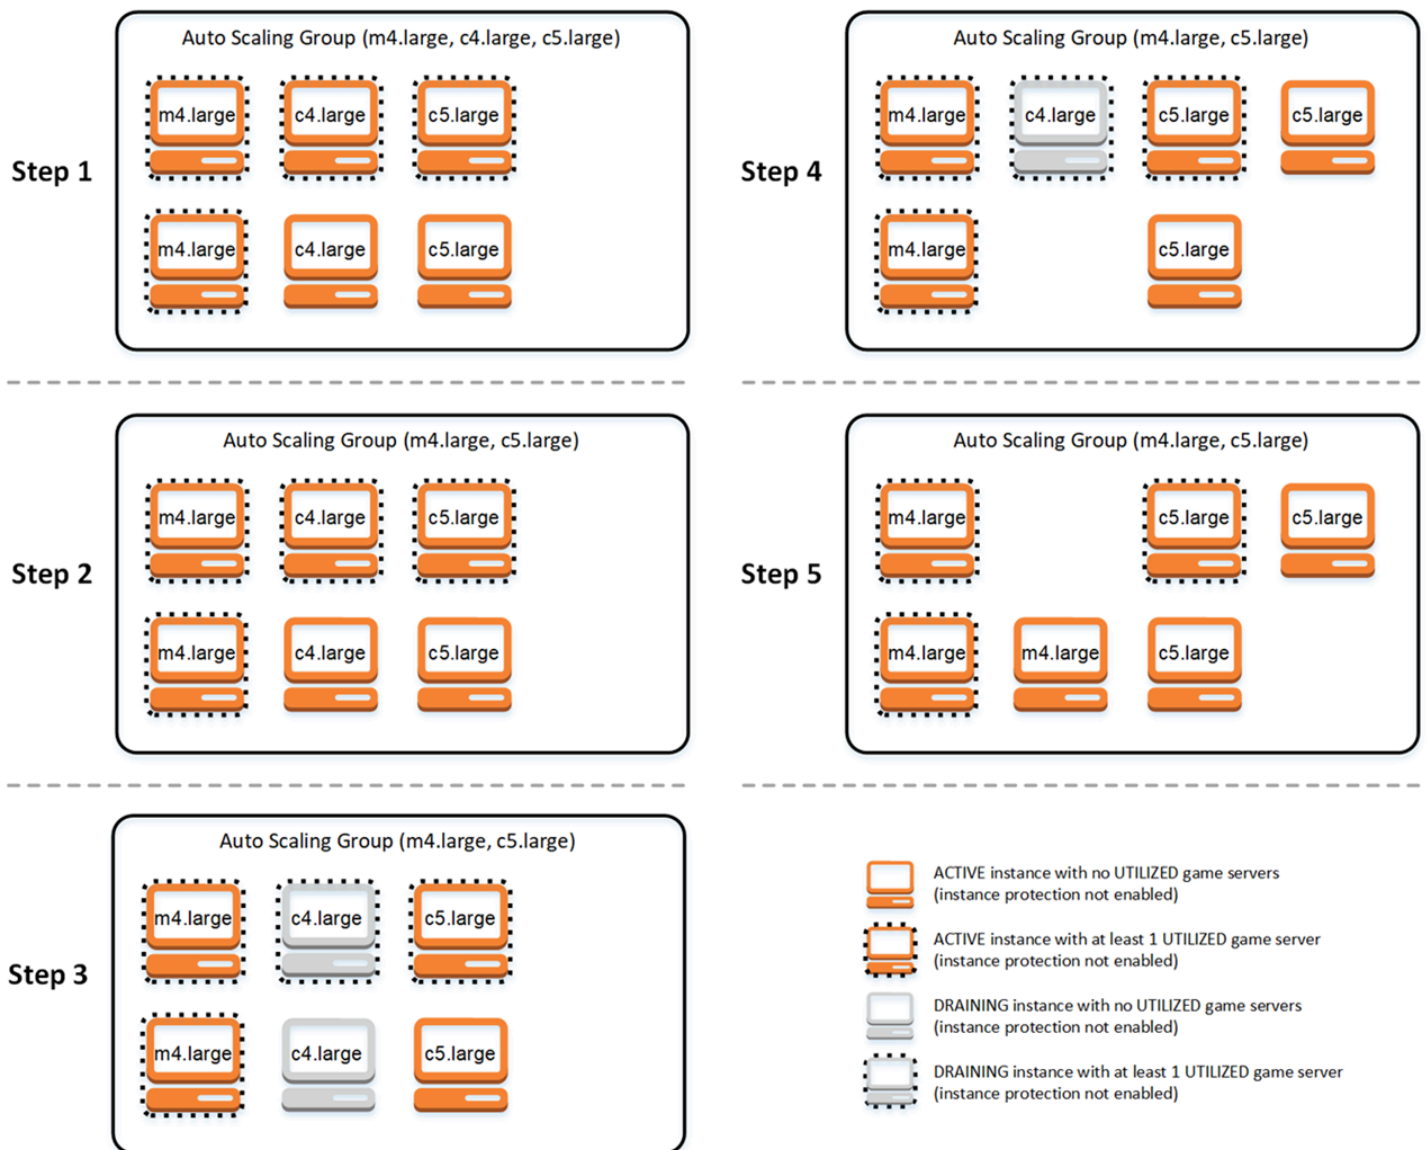 Auto Scaling Group (m4.large, c4.large, c5.large)
m4.large c4.large c5.large
Step 1
m4.large c4.large c5.large
Auto Scaling Group (m4.large, c5.large)
m4.large c4.large c5.large
Step 2
m4.large c4.large c5.large
Auto Scaling Group (m4.large, c5.large)
m4.large c4.large c5.large
Step 3
m4.large c4.large c5.large
Auto Scaling Group (m4.large, c5.large)
m4.large c4.large c5.large c5.large
Step 4
m4.large c5.large
Auto Scaling Group (m4.large, c5.large)
m4.large c5.large c5.large
Step 5
m4.large m4.large c5.large
ACTIVE instance with no UTILIZED game servers
(instance protection not enabled)
ACTIVE instance with at least 1 UTILIZED game server
(instance protection not enabled)
DRAINING instance with no UTILIZED game servers
(instance protection not enabled)
DRAINING instance with at least 1 UTILIZED game server
(instance protection not enabled)